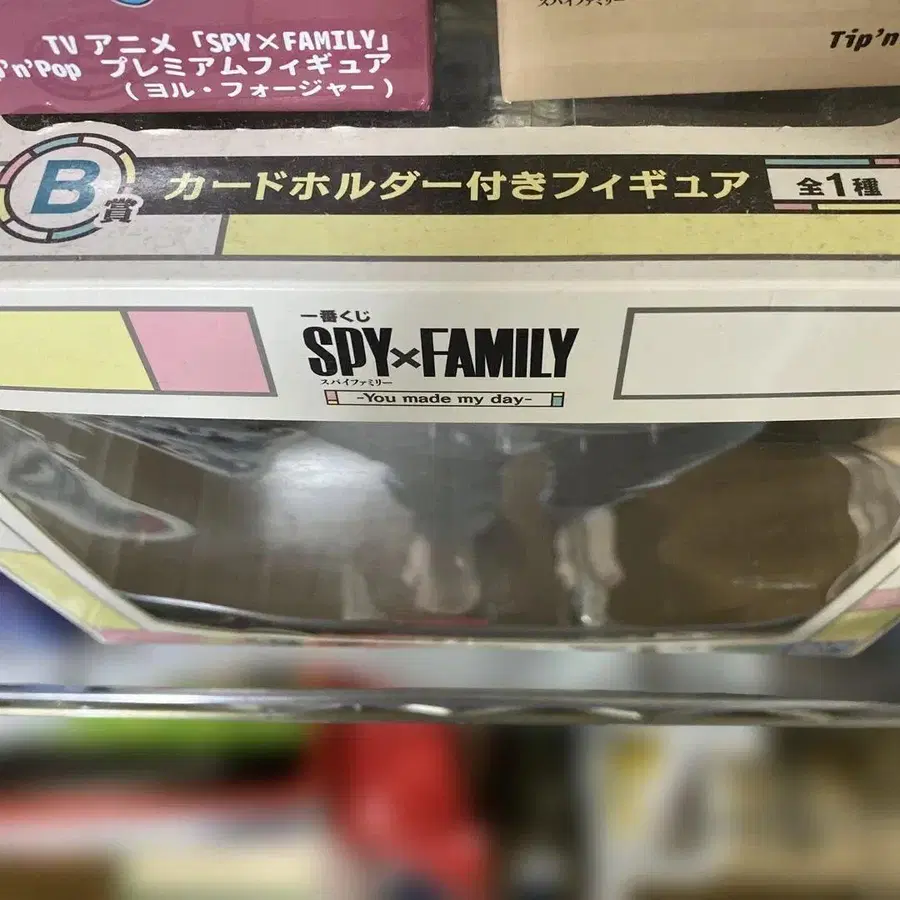 TV アニメ「SPY×FAMILY」
'n'Pop プレミアムフィギュア
(ヨル・フォージャー)
スパイファミリー
Tip'n
B賞 カードホルダー付きフィギュア 全1種
一番くじ
SPY×FAMILY
スパイファミリー
-You made my day-